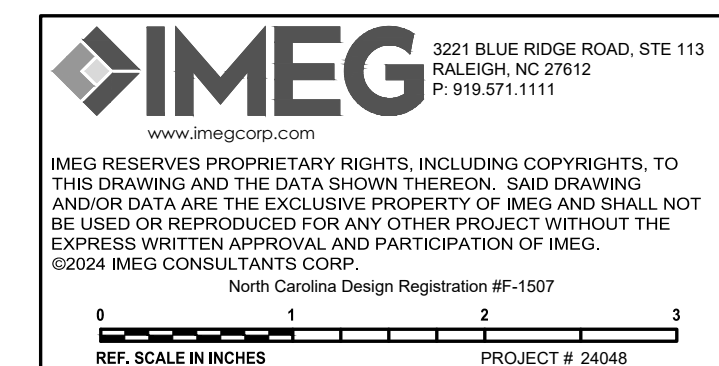 IMEG
3221 BLUE RIDGE ROAD, STE 113
RALEIGH, NC 27612
P: 919.571.1111
www.imegcorp.com
IMEG RESERVES PROPRIETARY RIGHTS, INCLUDING COPYRIGHTS, TO
THIS DRAWING AND THE DATA SHOWN THEREON. SAID DRAWING
AND/OR DATA ARE THE EXCLUSIVE PROPERTY OF IMEG AND SHALL NOT
BE USED OR REPRODUCED FOR ANY OTHER PROJECT WITHOUT THE
EXPRESS WRITTEN APPROVAL AND PARTICIPATION OF IMEG.
©2024 IMEG CONSULTANTS CORP.
North Carolina Design Registration #F-1507
0 1 2 3
REF. SCALE IN INCHES PROJECT # 24048